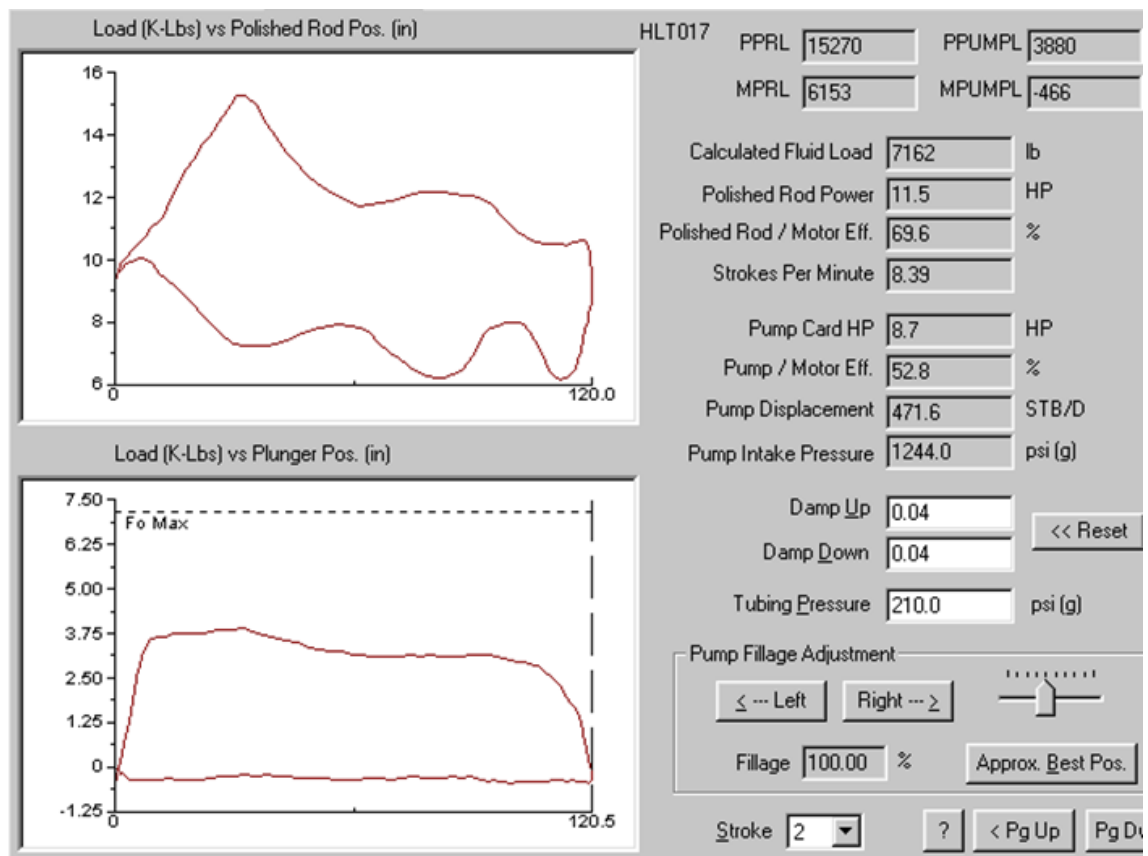 Load (K-Lbs) vs Polished Rod Pos. (in)
16
14
12
10
8
6
0 120.0
Load (K-Lbs) vs Plunger Pos. (in)
7.50
Fo Max
6.25
5.00
3.75
2.50
1.25
0
-1.25
0 120.5
HLT017 PPRL 15270 PPUMPL 3880
MPRL 6153 MPUMPL -466
Calculated Fluid Load 7162 lb
Polished Rod Power 11.5 HP
Polished Rod / Motor Eff. 69.6 %
Strokes Per Minute 8.39
Pump Card HP 8.7 HP
Pump / Motor Eff. 52.8 %
Pump Displacement 471.6 STB/D
Pump Intake Pressure 1244.0 psi (g)
Damp Up 0.04
<< Reset
Damp Down 0.04
Tubing Pressure 210.0 psi (g)
Pump Fillage Adjustment
< --- Left Right --- >
Fillage 100.00 % Approx. Best Pos.
Stroke 2 ? < Pg Up Pg D